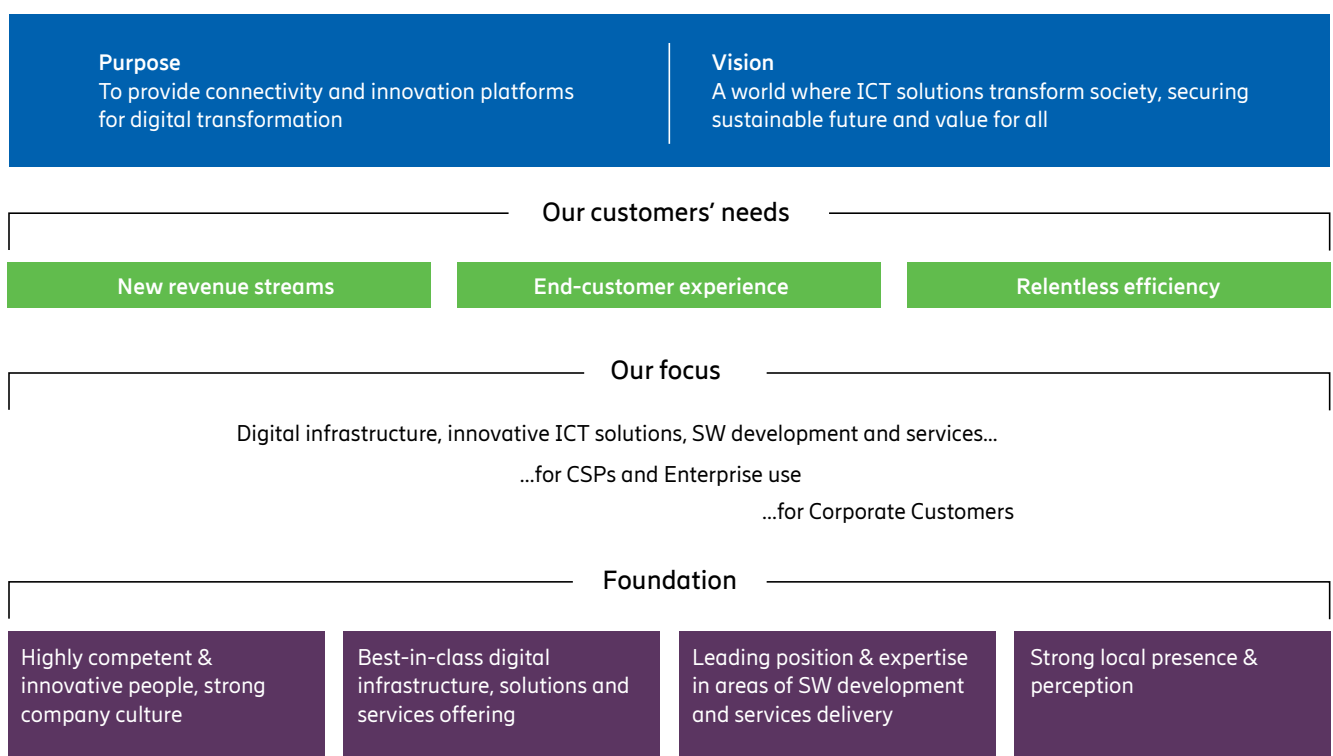 Purpose
To provide connectivity and innovation platforms
for digital transformation
Vision
A world where ICT solutions transform society, securing
sustainable future and value for all
Our customers’ needs
New revenue streams
End-customer experience
Relentless efficiency
Our focus
Digital infrastructure, innovative ICT solutions, SW development and services...
...for CSPs and Enterprise use
...for Corporate Customers
Foundation
Highly competent &
innovative people, strong
company culture
Best-in-class digital
infrastructure, solutions and
services offering
Leading position & expertise
in areas of SW development
and services delivery
Strong local presence &
perception